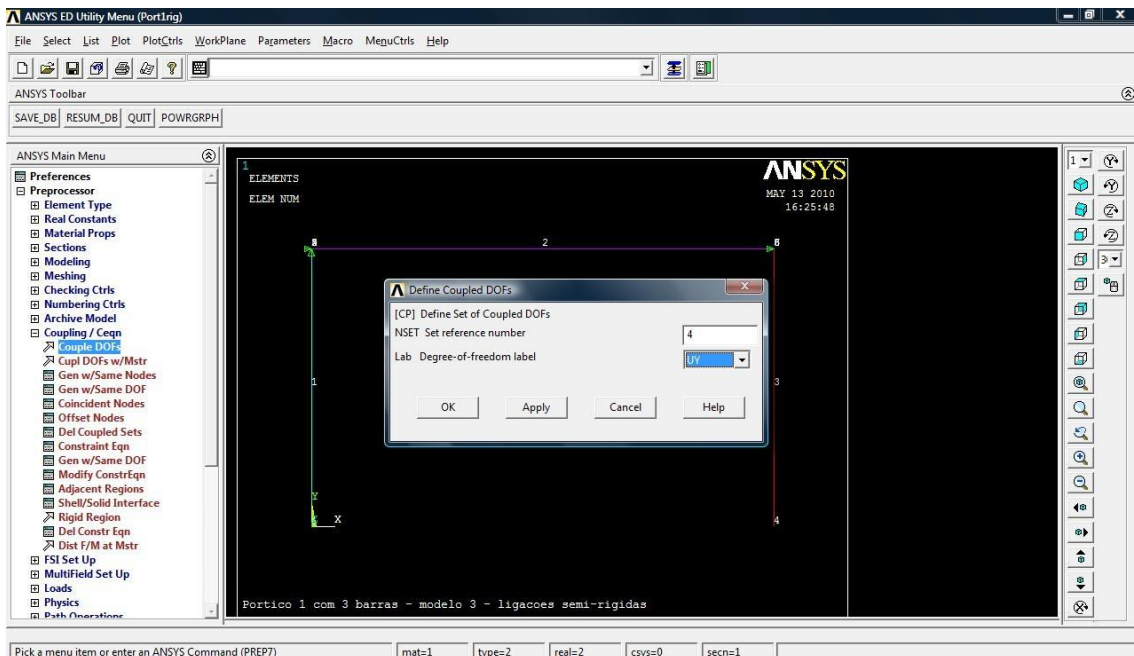 ANSYS ED Utility Menu (Port1rig)
File Select List Plot PlotCtrls WorkPlane Parameters Macro MenuCtrls Help
ANSYS Toolbar
SAVE_DB RESUM_DB QUIT POWRGRPH
ANSYS Main Menu
Preferences
Preprocessor
Element Type
Real Constants
Material Props
Sections
Modeling
Meshing
Checking Ctrls
Numbering Ctrls
Archive Model
Coupling / Ceqn
Couple DOFs
Cupl DOFs w/Mstr
Gen w/Same Nodes
Gen w/Same DOF
Coincident Nodes
Offset Nodes
Del Coupled Sets
Constraint Eqn
Gen w/Same DOF
Modify ConstrEqn
Adjacent Regions
Shell/Solid Interface
Rigid Region
Del Constr Eqn
Dist F/M at Mstr
FSI Set Up
MultiField Set Up
Loads
Physics
Path Operations
1
ELEMENTS
ELEM NUM
ANSYS
MAY 13 2010
16:25:48
2
1
3
4
Y
X
Define Coupled DOFs
[CP] Define Set of Coupled DOFs
NSET Set reference number 4
Lab Degree-of-freedom label UY
OK Apply Cancel Help
Portico 1 com 3 barras - modelo 3 - ligacoes semi-rigidas
1
Pick a menu item or enter an ANSYS Command (PREP7) mat=1 type=2 real=2 csys=0 secn=1